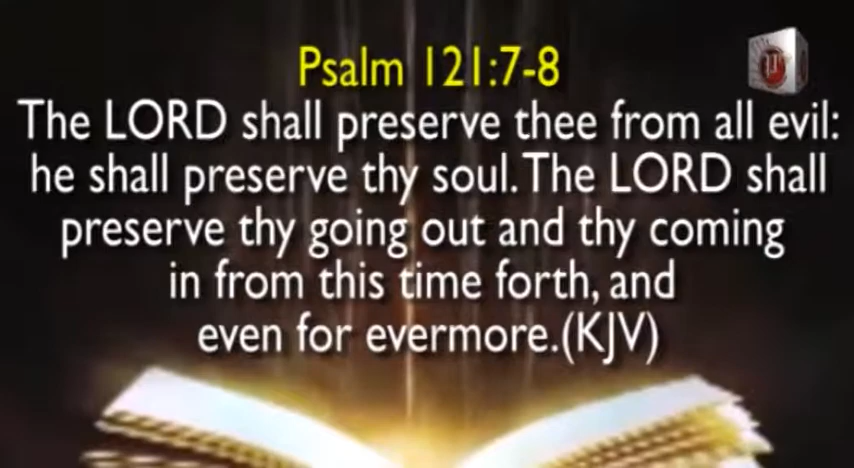 Psalm 121:7-8
The LORD shall preserve thee from all evil:
he shall preserve thy soul. The LORD shall
preserve thy going out and thy coming
in from this time forth, and
even for evermore.(KJV)